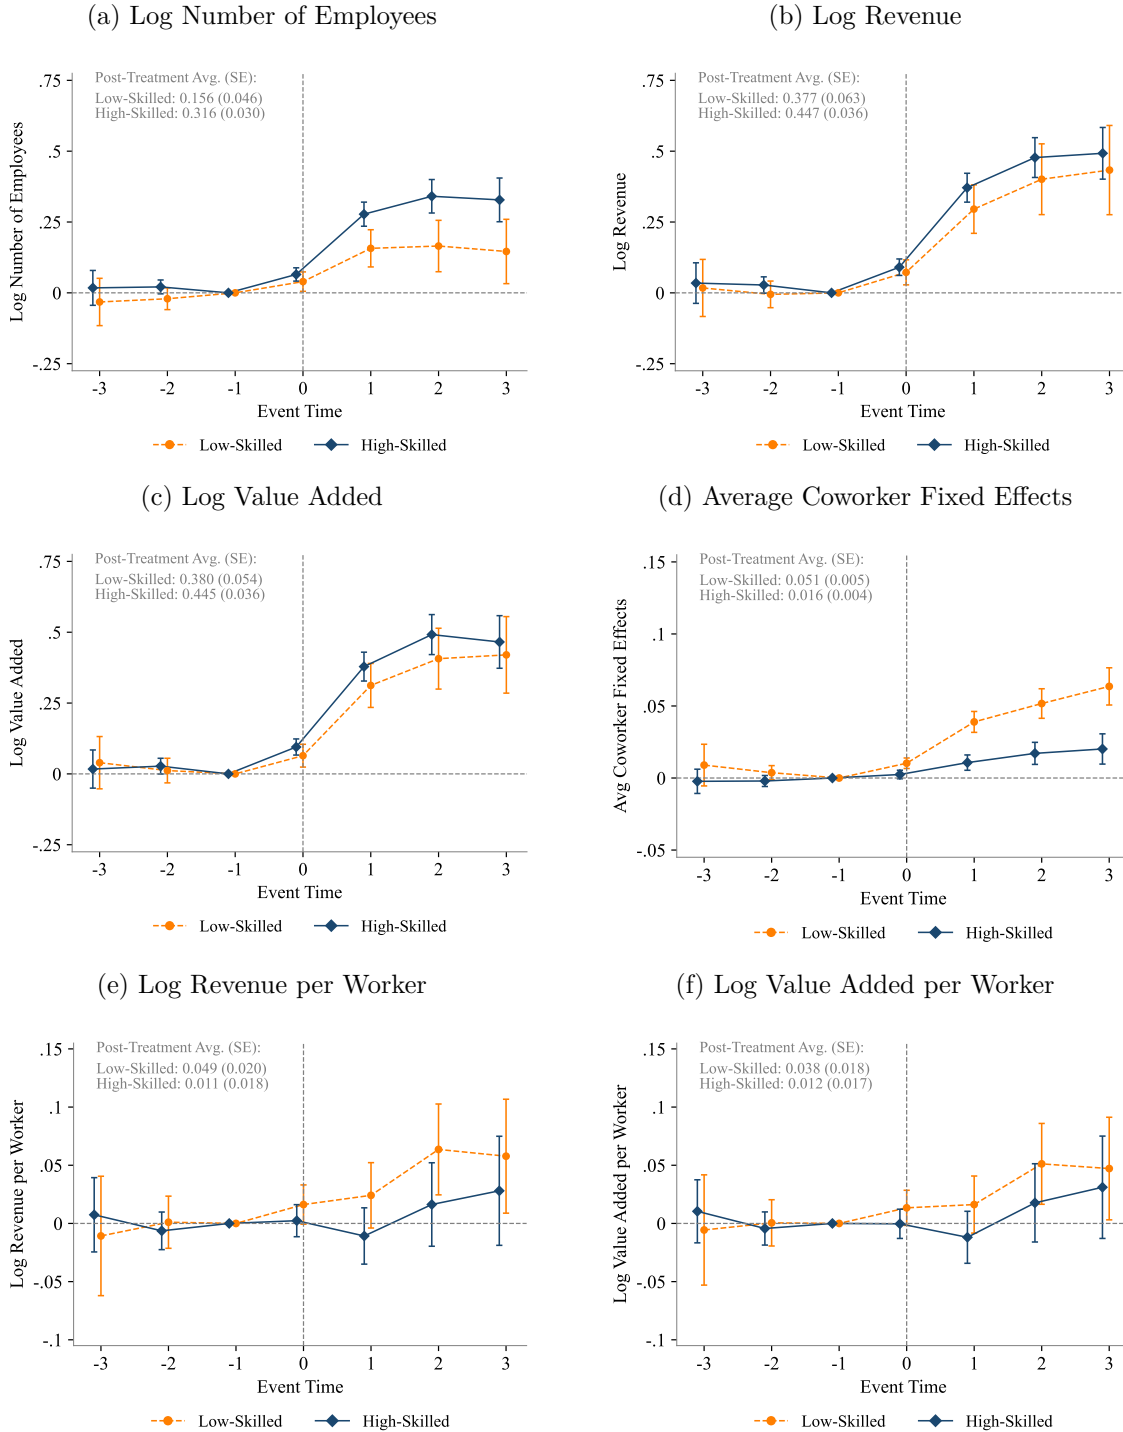 (a) Log Number of Employees
Post-Treatment Avg. (SE):
Low-Skilled: 0.156 (0.046)
High-Skilled: 0.316 (0.030)
Log Number of Employees
.75
.5
.25
0
-.25
-3 -2 -1 0 1 2 3
Event Time
Low-Skilled High-Skilled
(b) Log Revenue
Post-Treatment Avg. (SE):
Low-Skilled: 0.377 (0.063)
High-Skilled: 0.447 (0.036)
Log Revenue
.75
.5
.25
0
-.25
-3 -2 -1 0 1 2 3
Event Time
Low-Skilled High-Skilled
(c) Log Value Added
Post-Treatment Avg. (SE):
Low-Skilled: 0.380 (0.054)
High-Skilled: 0.445 (0.036)
Log Value Added
.75
.5
.25
0
-.25
-3 -2 -1 0 1 2 3
Event Time
Low-Skilled High-Skilled
(d) Average Coworker Fixed Effects
Post-Treatment Avg. (SE):
Low-Skilled: 0.051 (0.005)
High-Skilled: 0.016 (0.004)
Avg Coworker Fixed Effects
.15
.1
.05
0
-.05
-3 -2 -1 0 1 2 3
Event Time
Low-Skilled High-Skilled
(e) Log Revenue per Worker
Post-Treatment Avg. (SE):
Low-Skilled: 0.049 (0.020)
High-Skilled: 0.011 (0.018)
Log Revenue per Worker
.15
.1
.05
0
-.05
-.1
-3 -2 -1 0 1 2 3
Event Time
Low-Skilled High-Skilled
(f) Log Value Added per Worker
Post-Treatment Avg. (SE):
Low-Skilled: 0.038 (0.018)
High-Skilled: 0.012 (0.017)
Log Value Added per Worker
.15
.1
.05
0
-.05
-.1
-3 -2 -1 0 1 2 3
Event Time
Low-Skilled High-Skilled